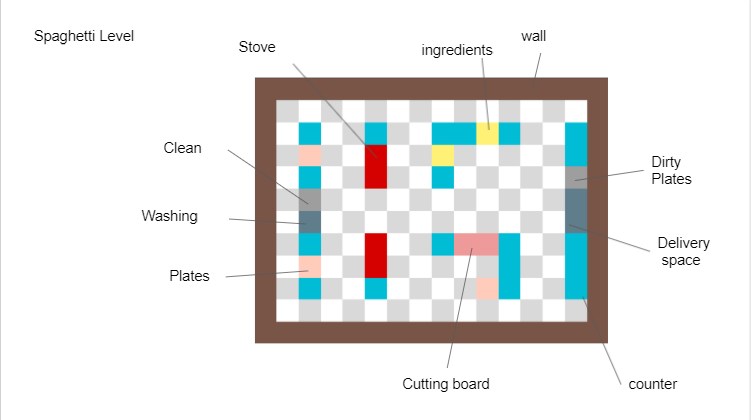 Spaghetti Level
Stove
ingredients
wall
Clean
Dirty
Plates
Washing
Delivery
space
Plates
Cutting board
counter